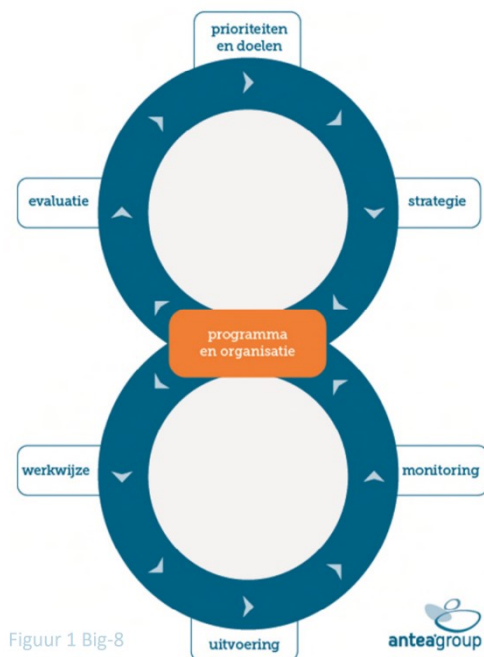 prioriteiten
en doelen
evaluatie
strategie
programma
en organisatie
werkwijze
monitoring
uitvoering
Figuur 1 Big-8
anteagroup